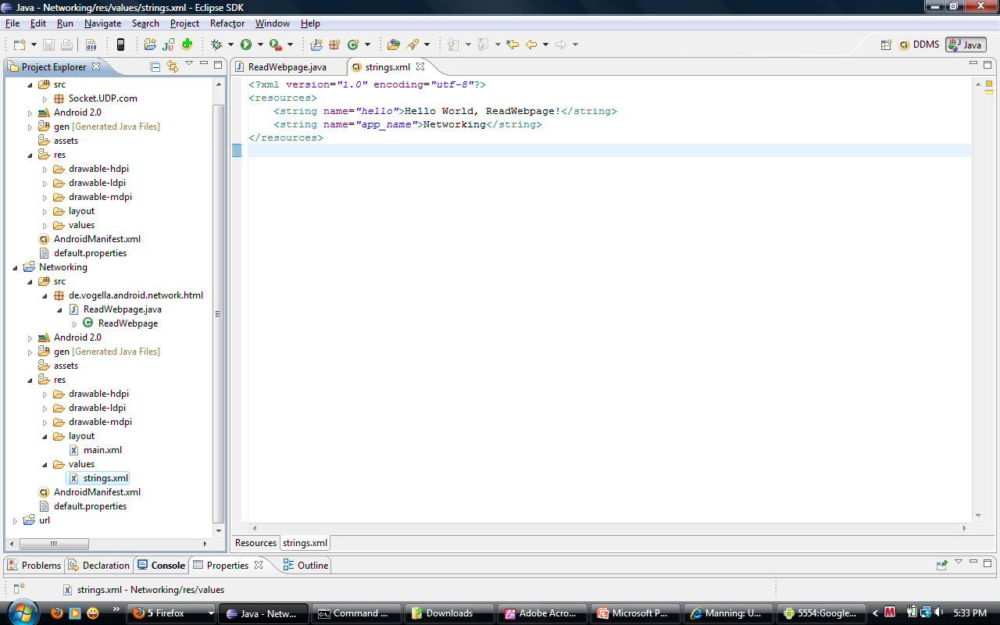 Java - Networking/res/values/strings.xml - Eclipse SDK
File Edit Run Navigate Search Project Refactor Window Help
DDMS Java
Project Explorer
src
Socket.UDP.com
Android 2.0
gen [Generated Java Files]
assets
res
drawable-hdpi
drawable-ldpi
drawable-mdpi
layout
values
AndroidManifest.xml
default.properties
Networking
src
de.vogella.android.network.html
ReadWebpage.java
ReadWebpage
Android 2.0
gen [Generated Java Files]
assets
res
drawable-hdpi
drawable-ldpi
drawable-mdpi
layout
main.xml
values
strings.xml
AndroidManifest.xml
default.properties
url
ReadWebpage.java strings.xml
<?xml version="1.0" encoding="utf-8"?>
<resources>
<string name="hello">Hello World, ReadWebpage!</string>
<string name="app_name">Networking</string>
</resources>
Resources strings.xml
Problems Declaration Console Properties Outline
strings.xml - Networking/res/values
5 Firefox Java - Netw... Command ... Downloads Adobe Acro... Microsoft P... Manning: U... 5554:Google... 5:33 PM